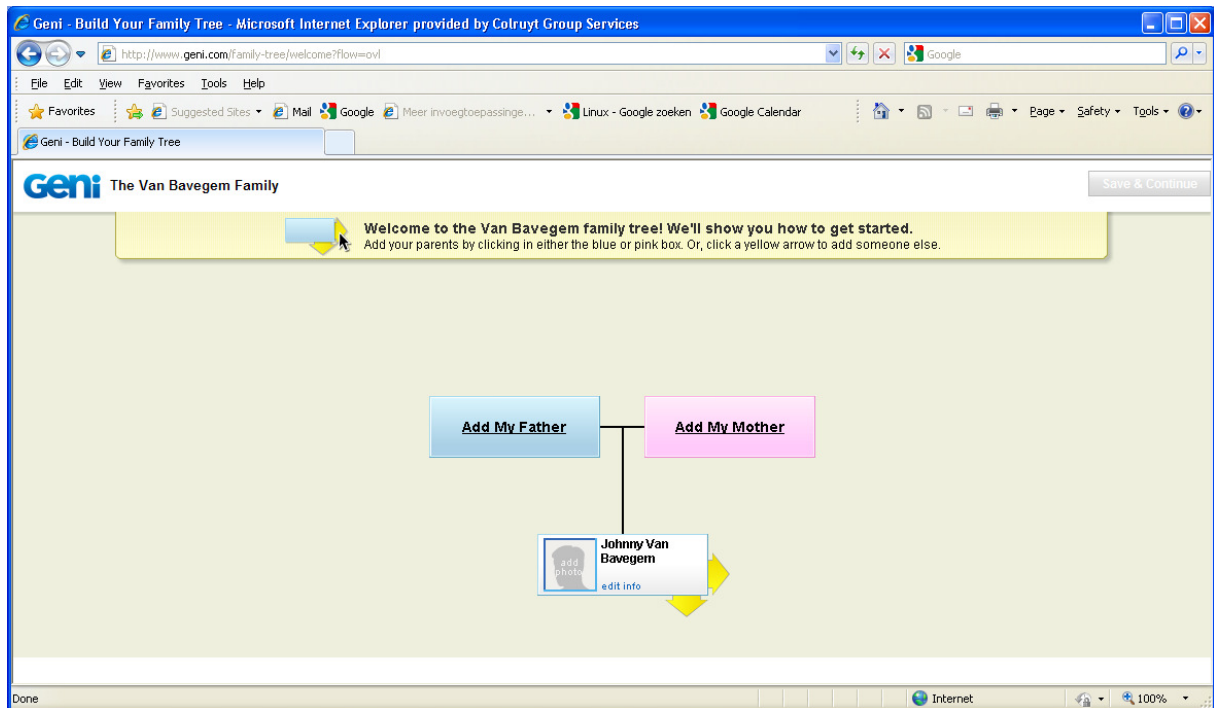 Geni - Build Your Family Tree - Microsoft Internet Explorer provided by Colruyt Group Services
http://www.geni.com/family-tree/welcome?flow=ovl
Google
File Edit View Favorites Tools Help
Favorites Suggested Sites Mail Google Meer invoegtoepassinge... Linux - Google zoeken Google Calendar Page Safety Tools
Geni - Build Your Family Tree
Geni The Van Bavegem Family Save & Continue
Welcome to the Van Bavegem family tree! We'll show you how to get started.
Add your parents by clicking in either the blue or pink box. Or, click a yellow arrow to add someone else.
Add My Father Add My Mother
Johnny Van
Bavegem
add
photo
edit info
Done Internet 100%